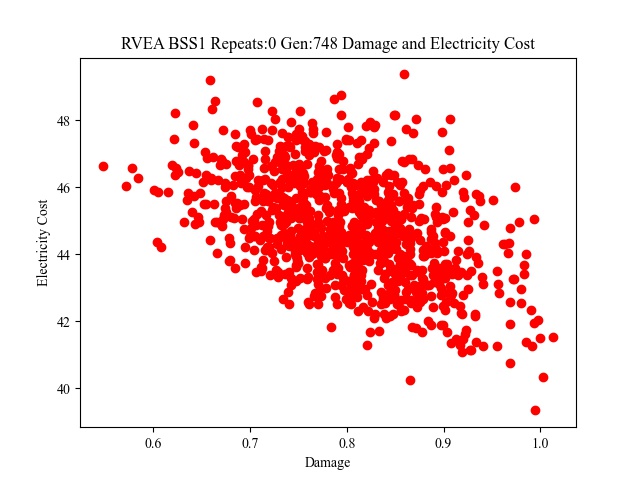 RVEA BSS1 Repeats:0 Gen:748 Damage and Electricity Cost
48
46
44
42
40
Electricity Cost
0.6 0.7 0.8 0.9 1.0
Damage